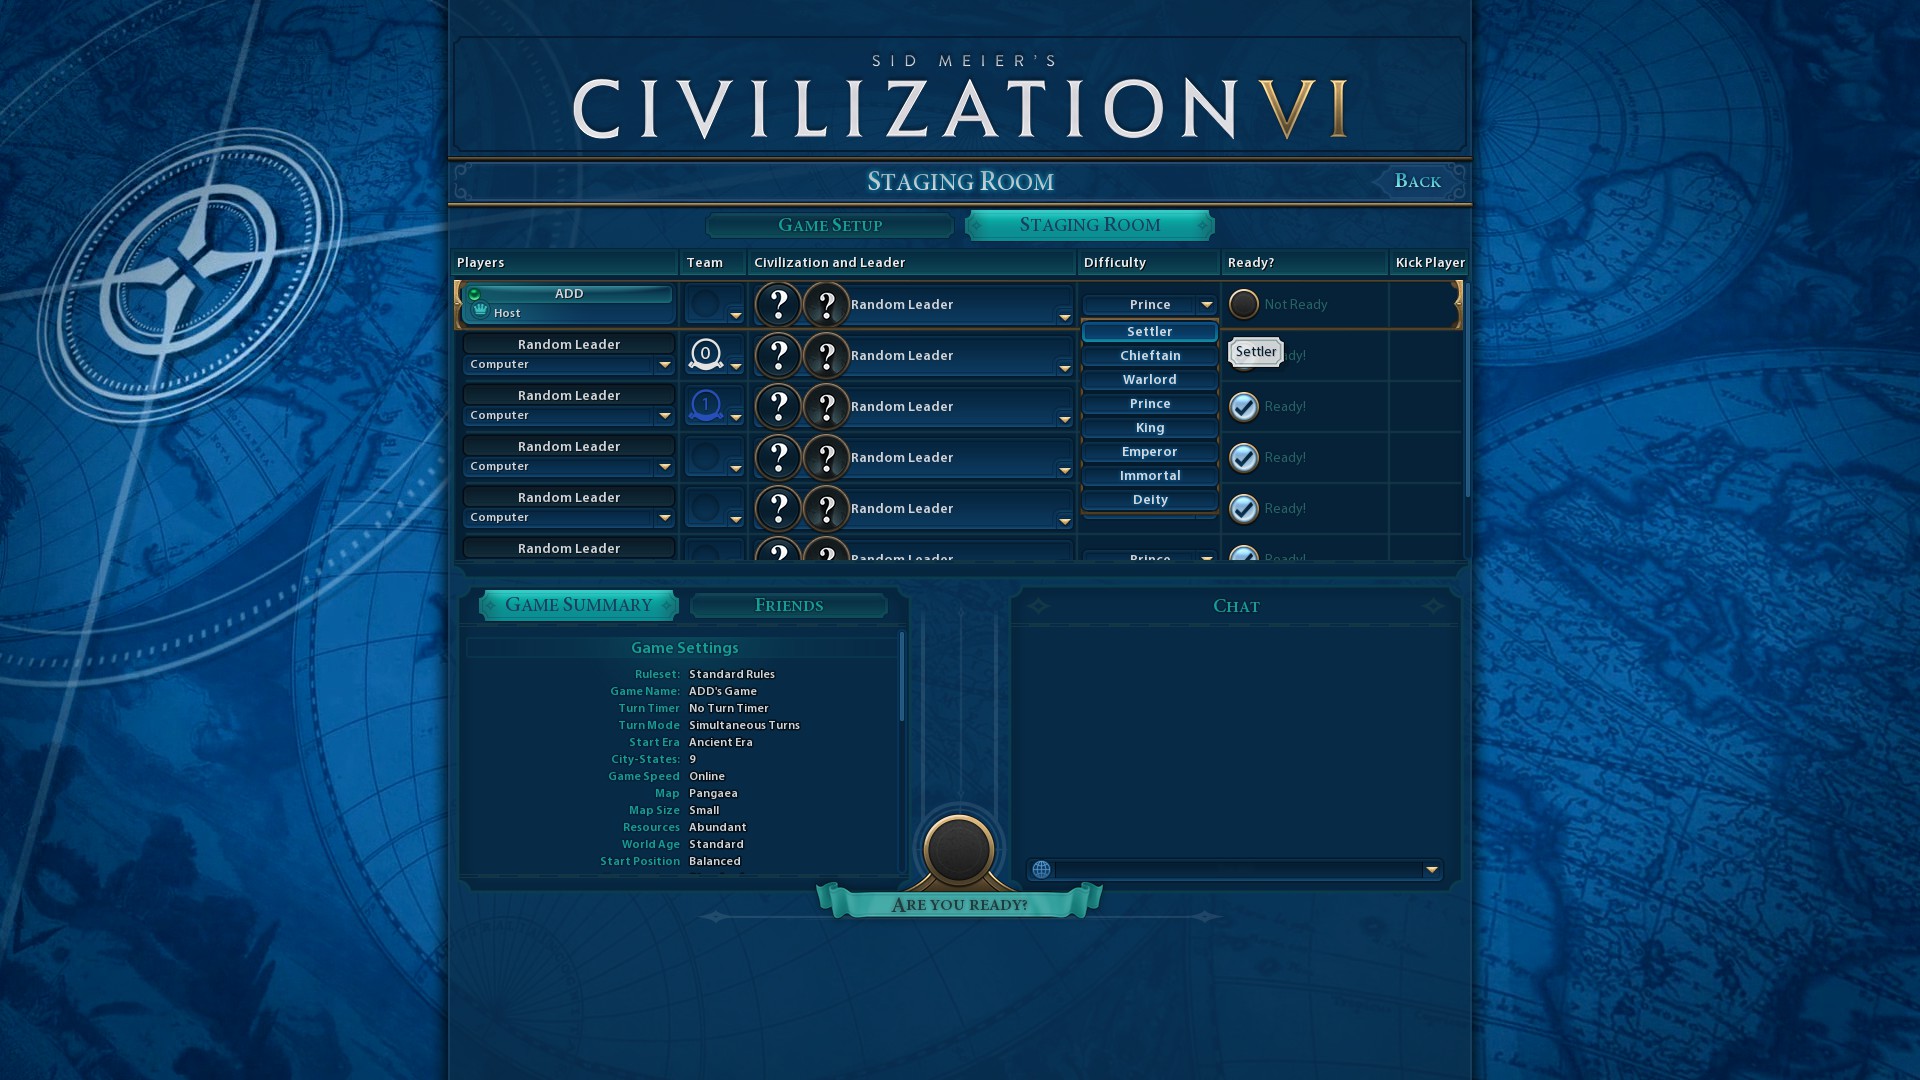 SID MEIER'S
CIVILIZATION VI
STAGING ROOM
BACK
GAME SETUP
STAGING ROOM
Players
Team
Civilization and Leader
Difficulty
Ready?
Kick Player
ADD
Host
? ? Random Leader
Prince
Not Ready
Settler
Random Leader
Computer
0
? ? Random Leader
Chieftain
Settler
dy!
Warlord
Random Leader
Computer
1
? ? Random Leader
Prince
Ready!
King
Random Leader
Computer
? ? Random Leader
Emperor
Ready!
Immortal
Random Leader
Computer
? ? Random Leader
Deity
Ready!
Random Leader
? ? Random Leader
Prince
Ready!
GAME SUMMARY
FRIENDS
CHAT
Game Settings
Ruleset: Standard Rules
Game Name: ADD's Game
Turn Timer No Turn Timer
Turn Mode Simultaneous Turns
Start Era Ancient Era
City-States: 9
Game Speed Online
Map Pangaea
Map Size Small
Resources Abundant
World Age Standard
Start Position Balanced
ARE YOU READY?